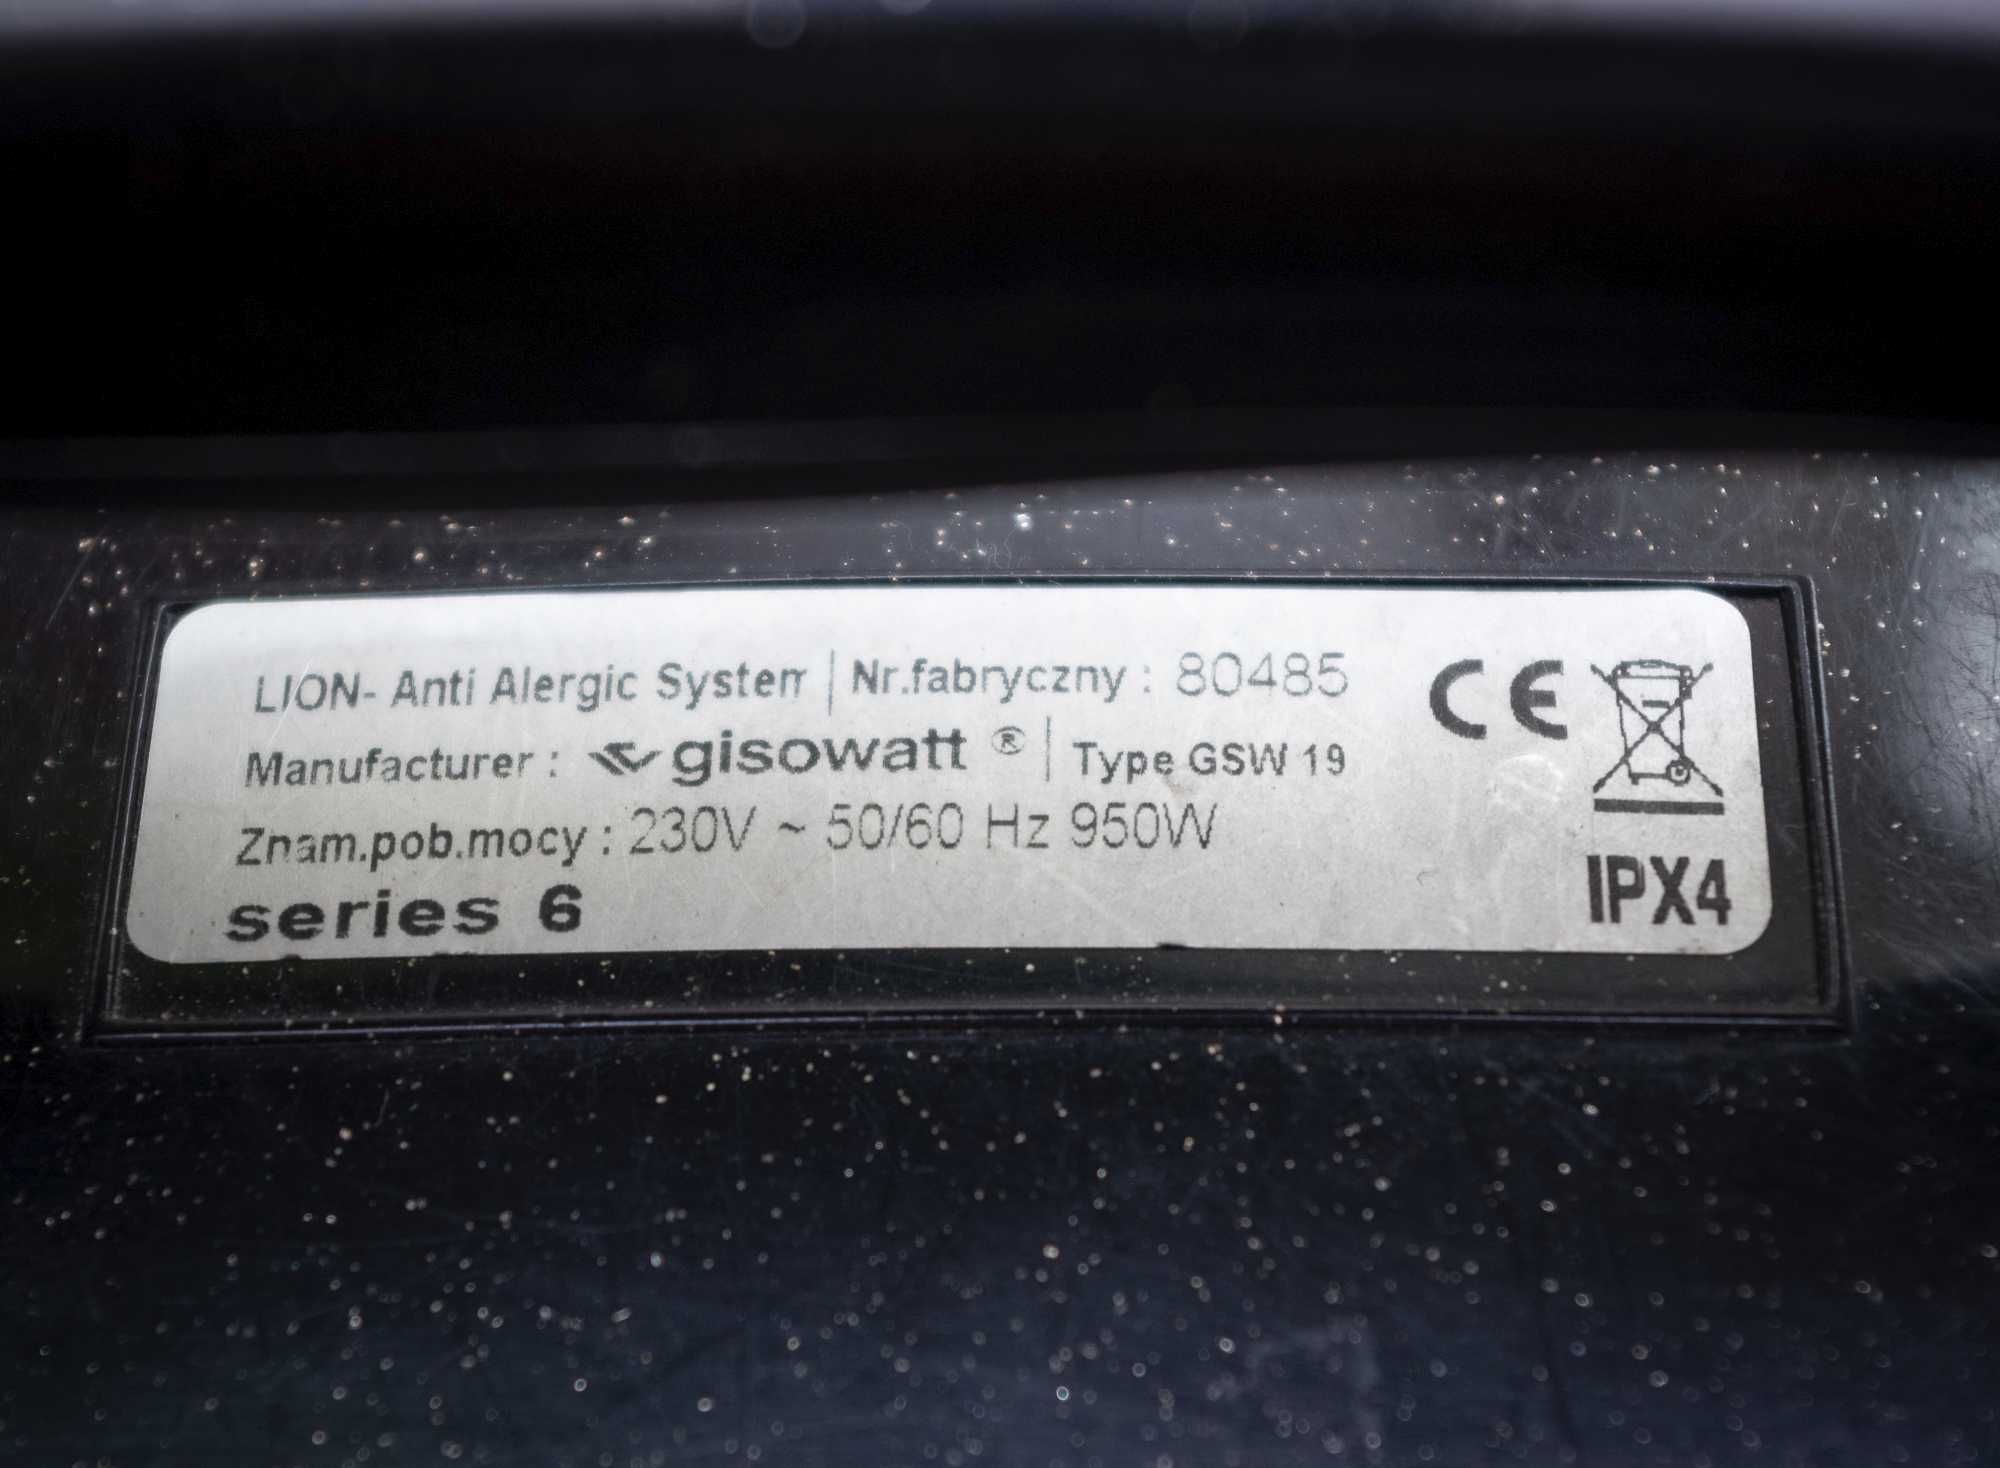 LION- Anti Alergic System | Nr.fabryczny : 80485
Manufacturer : gisowatt ® | Type GSW 19
Znam.pob.mocy : 230V ~ 50/60 Hz 950W
series 6
CE
IPX4